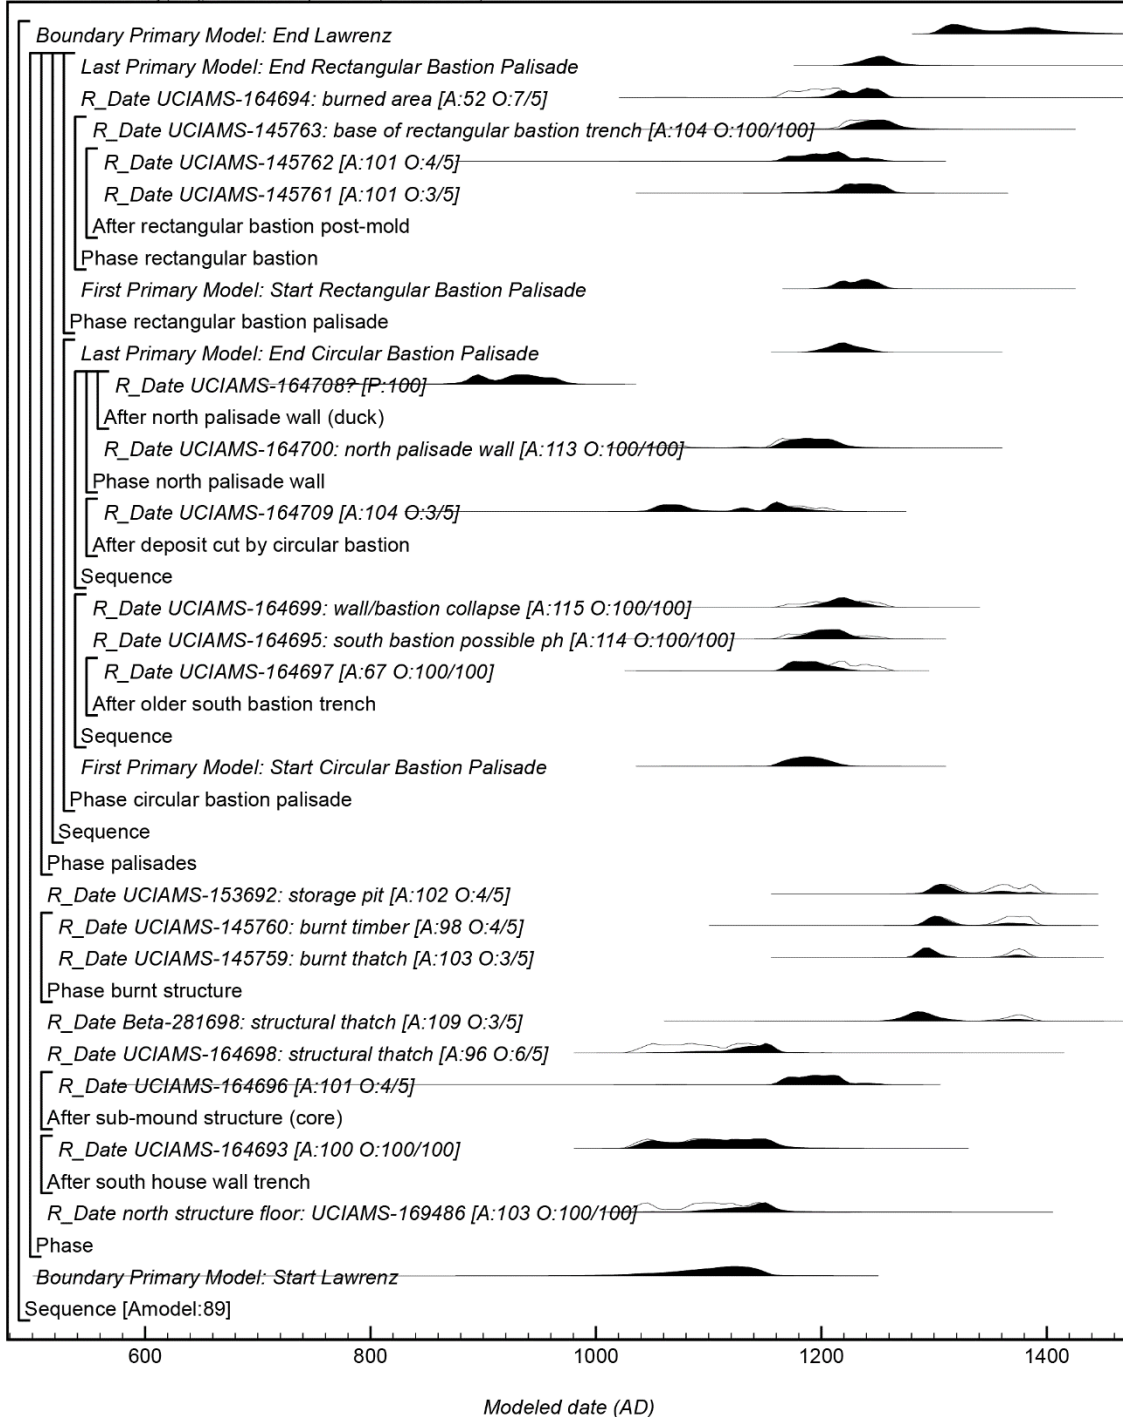 Boundary Primary Model: End Lawrenz
Last Primary Model: End Rectangular Bastion Palisade
R_Date UCIAMS-164694: burned area [A:52 O:7/5]
R_Date UCIAMS-145763: base of rectangular bastion trench [A:104 O:100/100]
R_Date UCIAMS-145762 [A:101 O:4/5]
R_Date UCIAMS-145761 [A:101 O:3/5]
After rectangular bastion post-mold
Phase rectangular bastion
First Primary Model: Start Rectangular Bastion Palisade
Phase rectangular bastion palisade
Last Primary Model: End Circular Bastion Palisade
R_Date UCIAMS-164708? [P:100]
After north palisade wall (duck)
R_Date UCIAMS-164700: north palisade wall [A:113 O:100/100]
Phase north palisade wall
R_Date UCIAMS-164709 [A:104 O:3/5]
After deposit cut by circular bastion
Sequence
R_Date UCIAMS-164699: wall/bastion collapse [A:115 O:100/100]
R_Date UCIAMS-164695: south bastion possible ph [A:114 O:100/100]
R_Date UCIAMS-164697 [A:67 O:100/100]
After older south bastion trench
Sequence
First Primary Model: Start Circular Bastion Palisade
Phase circular bastion palisade
Sequence
Phase palisades
R_Date UCIAMS-153692: storage pit [A:102 O:4/5]
R_Date UCIAMS-145760: burnt timber [A:98 O:4/5]
R_Date UCIAMS-145759: burnt thatch [A:103 O:3/5]
Phase burnt structure
R_Date Beta-281698: structural thatch [A:109 O:3/5]
R_Date UCIAMS-164698: structural thatch [A:96 O:6/5]
R_Date UCIAMS-164696 [A:101 O:4/5]
After sub-mound structure (core)
R_Date UCIAMS-164693 [A:100 O:100/100]
After south house wall trench
R_Date north structure floor: UCIAMS-169486 [A:103 O:100/100]
Phase
Boundary Primary Model: Start Lawrenz
Sequence [Amodel:89]
600 800 1000 1200 1400
Modeled date (AD)